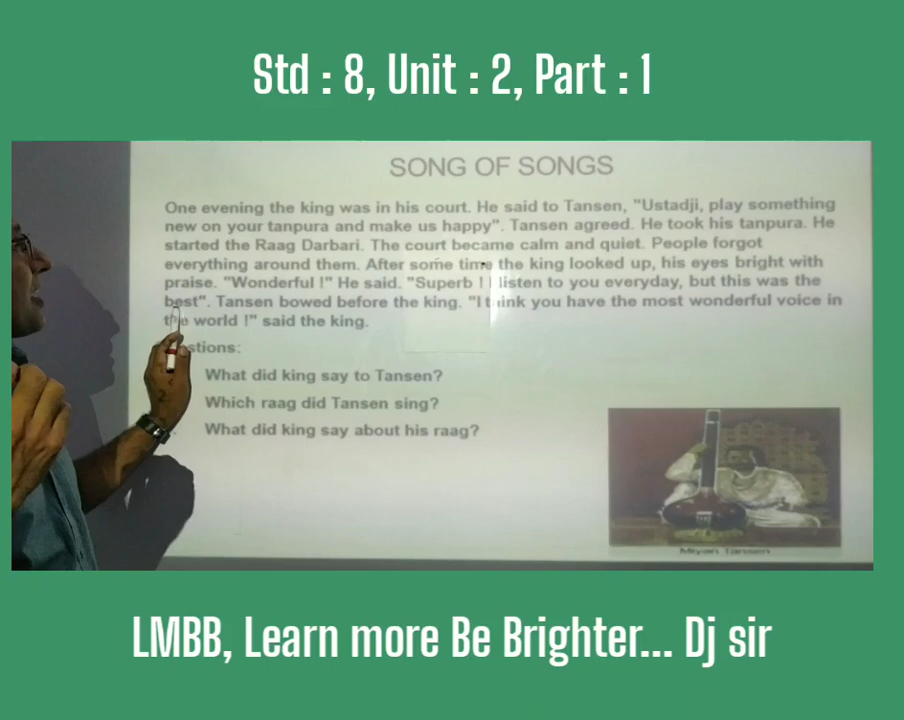 Std : 8, Unit : 2, Part : 1
SONG OF SONGS
One evening the king was in his court. He said to Tansen, "Ustadji, play something
new on your tanpura and make us happy". Tansen agreed. He took his tanpura. He
started the Raag Darbari. The court became calm and quiet. People forgot
everything around them. After some time the king looked up, his eyes bright with
praise. "Wonderful !" He said. "Superb ! I listen to you everyday, but this was the
best". Tansen bowed before the king. "I think you have the most wonderful voice in
the world !" said the king.
stions:
What did king say to Tansen?
Which raag did Tansen sing?
What did king say about his raag?
Miyan Tansen
LMBB, Learn more Be Brighter... Dj sir